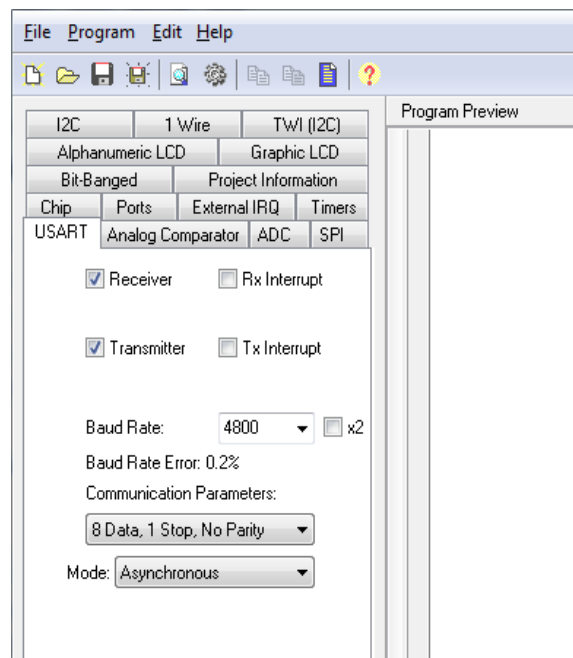 File Program Edit Help
Program Preview
I2C 1 Wire TWI (I2C)
Alphanumeric LCD Graphic LCD
Bit-Banged Project Information
Chip Ports External IRQ Timers
USART Analog Comparator ADC SPI
Receiver Rx Interrupt
Transmitter Tx Interrupt
Baud Rate: 4800 x2
Baud Rate Error: 0.2%
Communication Parameters:
8 Data, 1 Stop, No Parity
Mode: Asynchronous